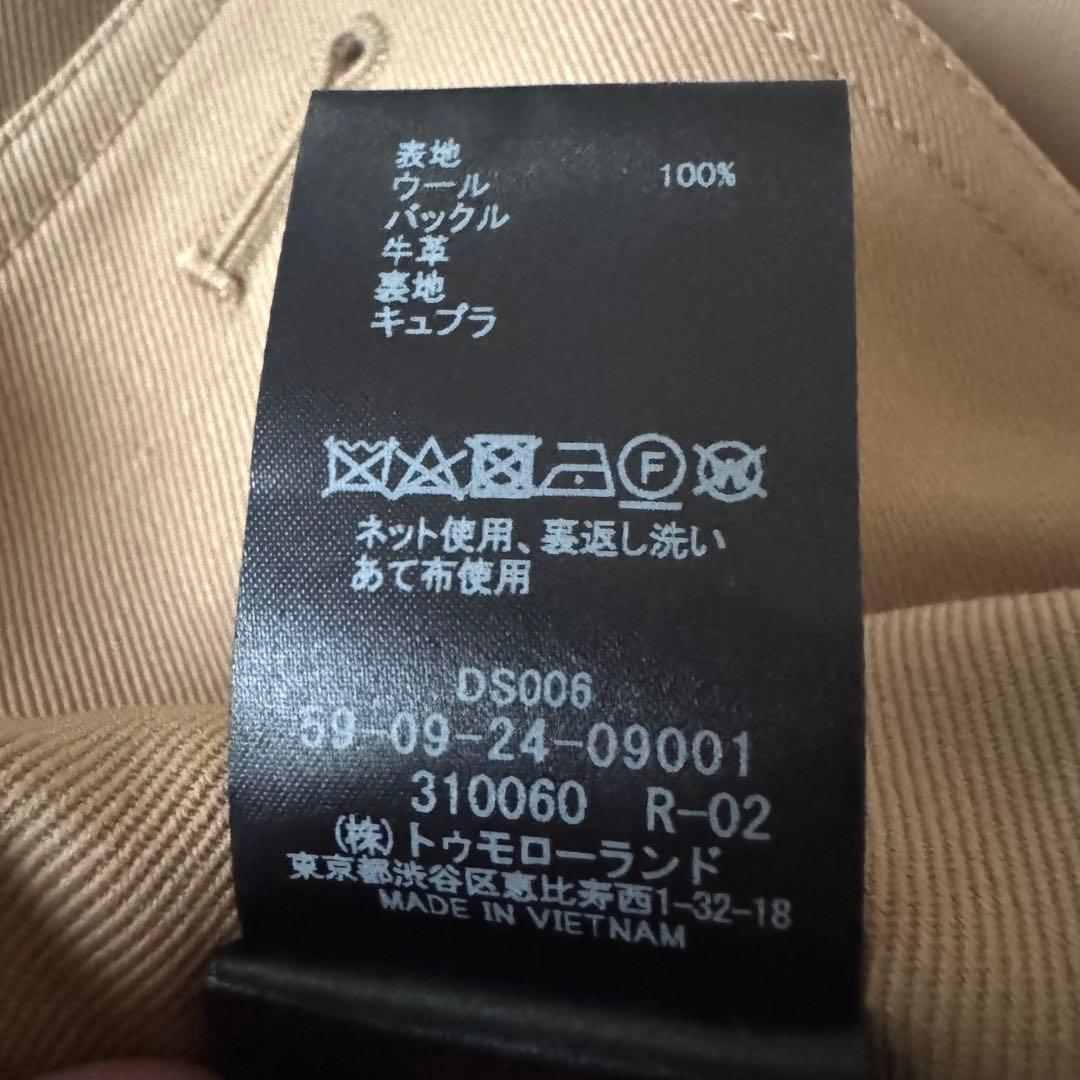 表地
ウール 100%
バックル
牛革
裏地
キュプラ
F
W
ネット使用、裏返し洗い
あて布使用
DS006
59-09-24-09001
310060 R-02
(株)トゥモローランド
東京都渋谷区恵比寿西1-32-18
MADE IN VIETNAM